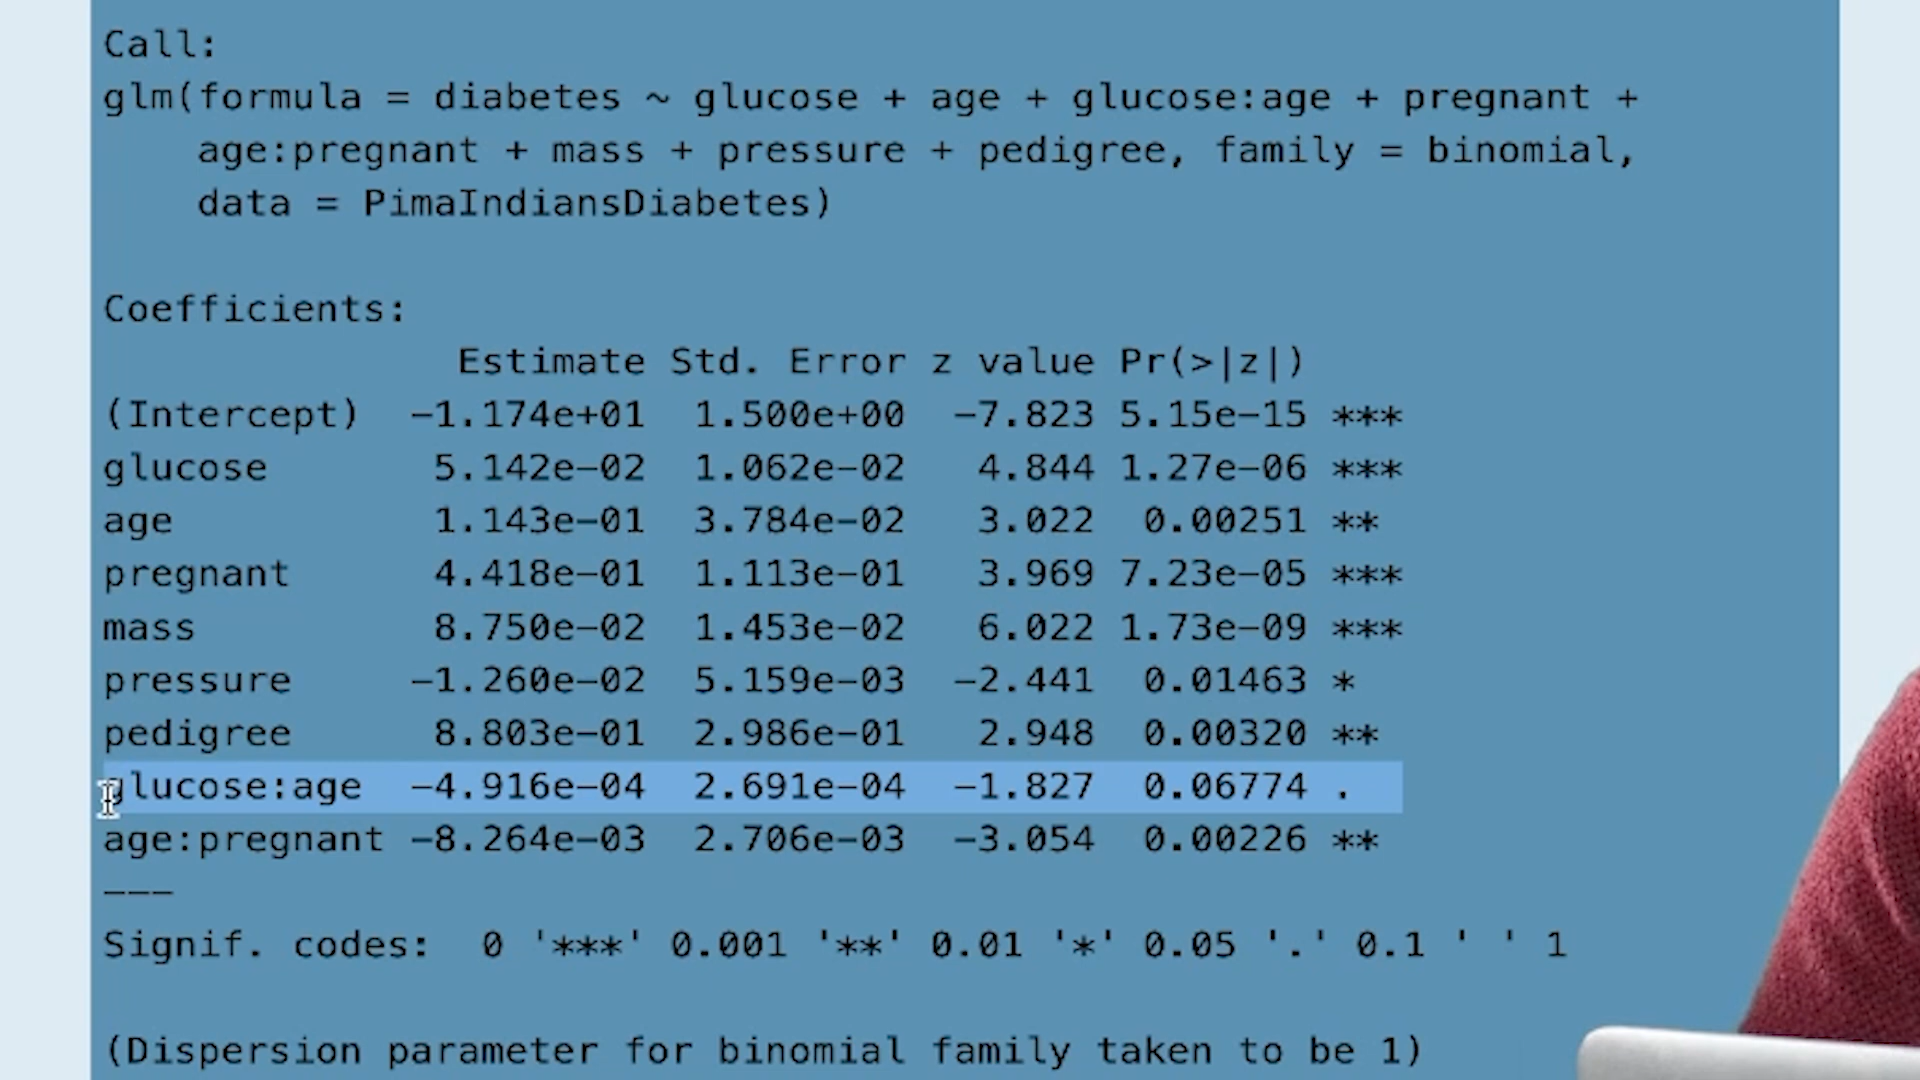 Call:
glm(formula = diabetes ~ glucose + age + glucose:age + pregnant +
    age:pregnant + mass + pressure + pedigree, family = binomial,
    data = PimaIndiansDiabetes)
Coefficients:
               Estimate Std. Error z value Pr(>|z|)
(Intercept)  −1.174e+01  1.500e+00  −7.823 5.15e−15 ***
glucose       5.142e−02  1.062e−02   4.844 1.27e−06 ***
age           1.143e−01  3.784e−02   3.022  0.00251 **
pregnant      4.418e−01  1.113e−01   3.969 7.23e−05 ***
mass          8.750e−02  1.453e−02   6.022 1.73e−09 ***
pressure     −1.260e−02  5.159e−03  −2.441  0.01463 *
pedigree      8.803e−01  2.986e−01   2.948  0.00320 **
glucose:age  −4.916e−04  2.691e−04  −1.827  0.06774 .
age:pregnant −8.264e−03  2.706e−03  −3.054  0.00226 **
−−−
Signif. codes:  0 '***' 0.001 '**' 0.01 '*' 0.05 '.' 0.1 ' ' 1
(Dispersion parameter for binomial family taken to be 1)